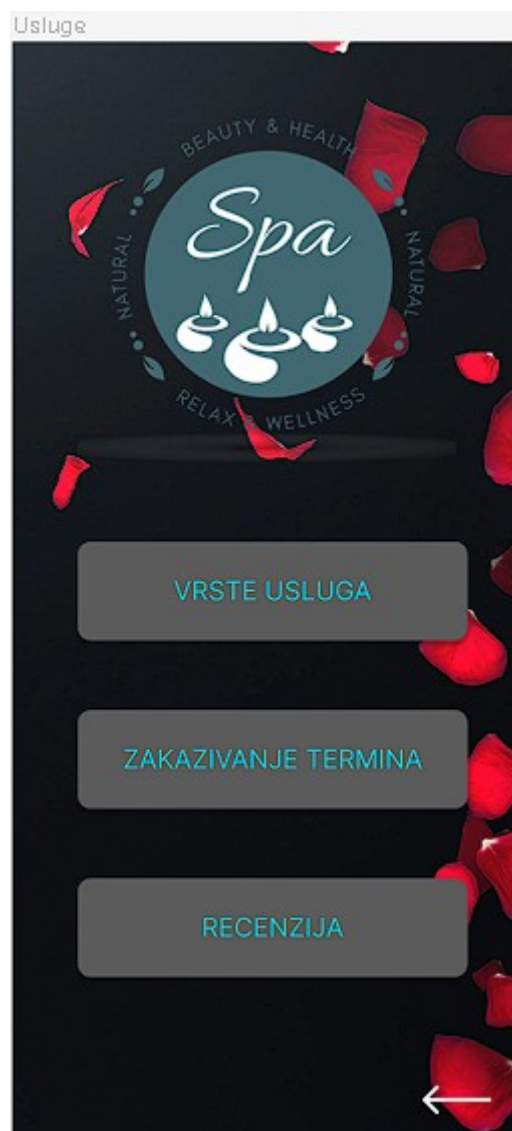 Usluge
BEAUTY & HEALTH
NATURAL
Spa
NATURAL
RELAX & WELLNESS
VRSTE USLUGA
ZAKAZIVANJE TERMINA
RECENZIJA